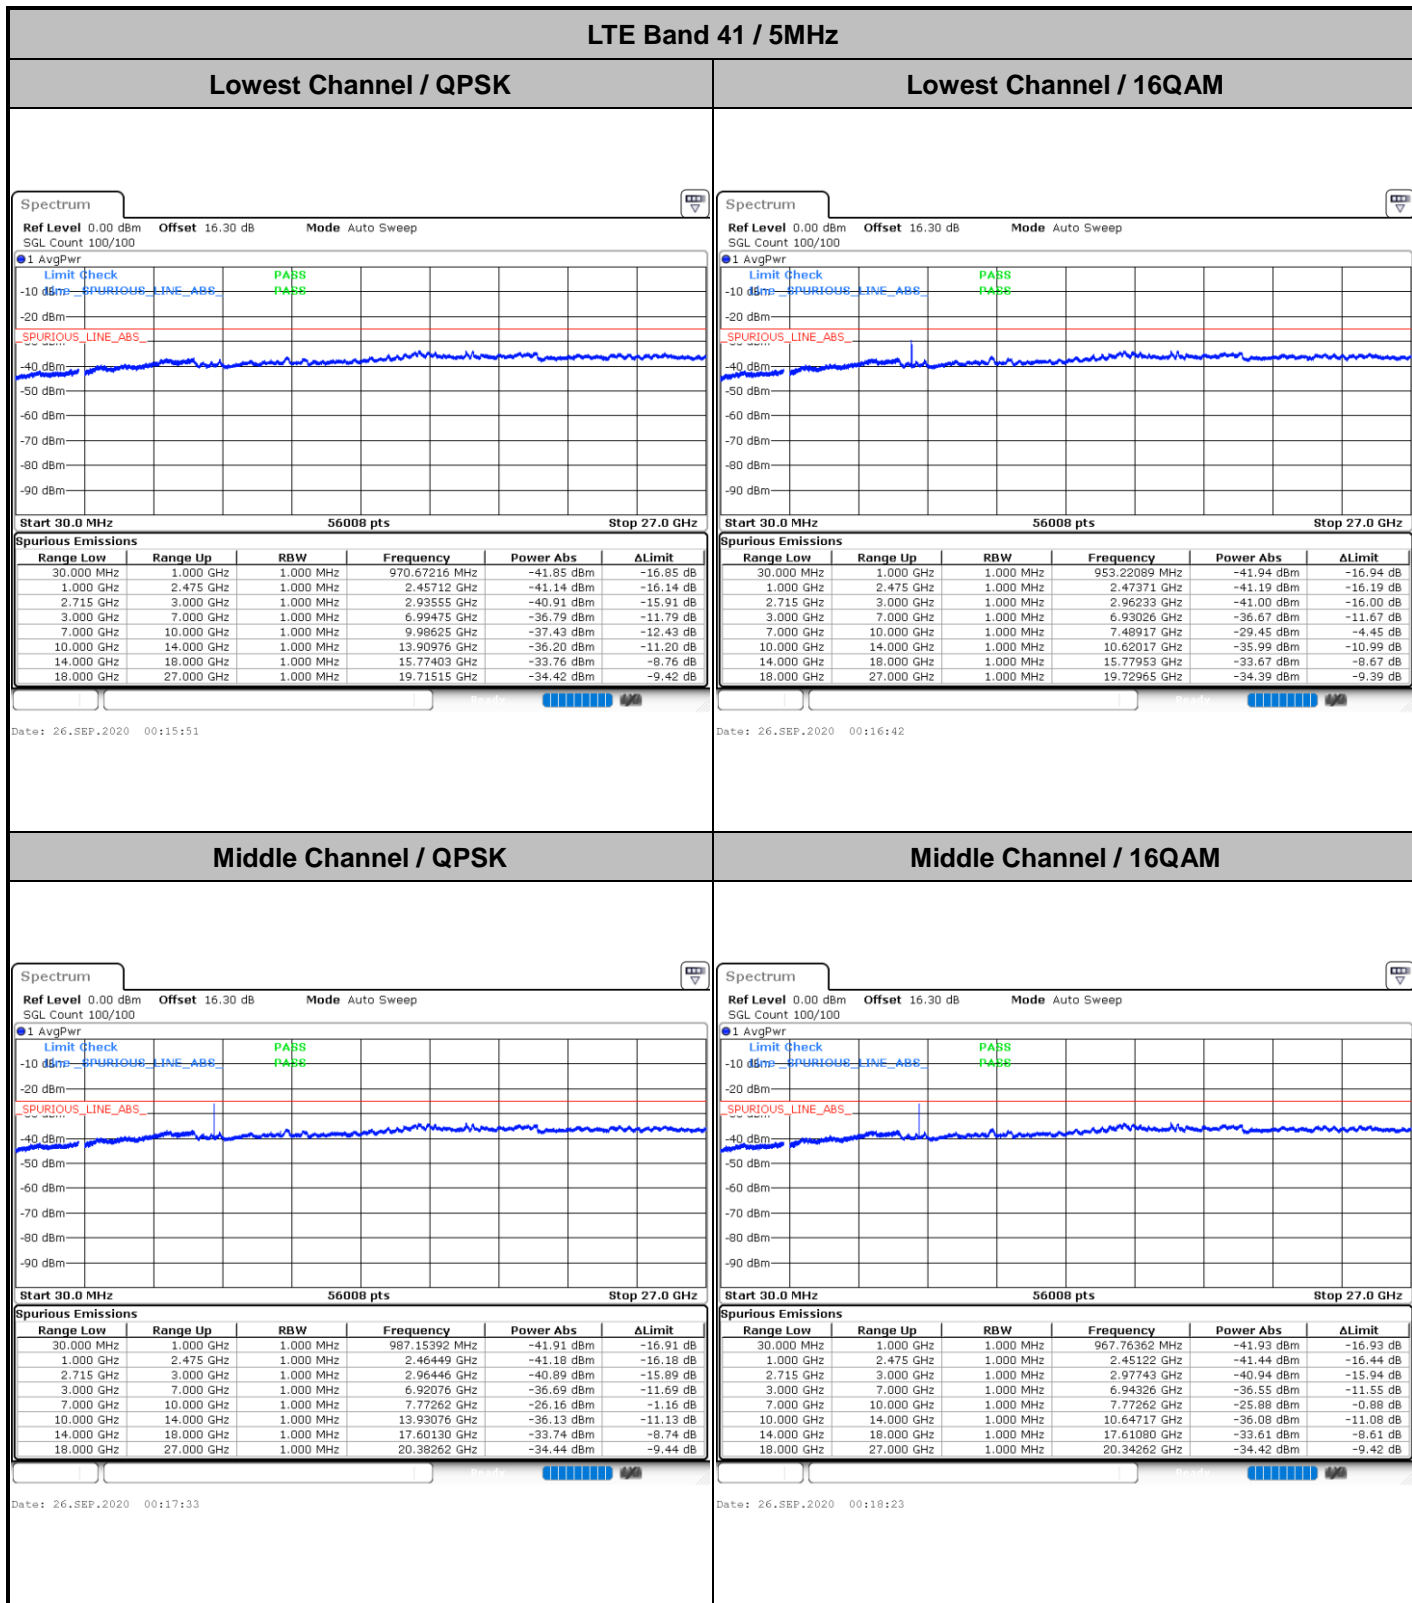 LTE Band 41 / 5MHz
Lowest Channel / QPSK
Lowest Channel / 16QAM
Spectrum
Ref Level 0.00 dBm Offset 16.30 dB Mode Auto Sweep
SGL Count 100/100
1 AvgPwr
Limit Check PASS
-10 dBm Line _SPURIOUS_LINE_ABS_ PASS
-20 dBm
_SPURIOUS_LINE_ABS_
-40 dBm
-50 dBm
-60 dBm
-70 dBm
-80 dBm
-90 dBm
Start 30.0 MHz 56008 pts Stop 27.0 GHz
Spurious Emissions
Range Low Range Up RBW Frequency Power Abs ΔLimit
30.000 MHz 1.000 GHz 1.000 MHz 970.67216 MHz -41.85 dBm -16.85 dB
1.000 GHz 2.475 GHz 1.000 MHz 2.45712 GHz -41.14 dBm -16.14 dB
2.715 GHz 3.000 GHz 1.000 MHz 2.93555 GHz -40.91 dBm -15.91 dB
3.000 GHz 7.000 GHz 1.000 MHz 6.99475 GHz -36.79 dBm -11.79 dB
7.000 GHz 10.000 GHz 1.000 MHz 9.98625 GHz -37.43 dBm -12.43 dB
10.000 GHz 14.000 GHz 1.000 MHz 13.90976 GHz -36.20 dBm -11.20 dB
14.000 GHz 18.000 GHz 1.000 MHz 15.77403 GHz -33.76 dBm -8.76 dB
18.000 GHz 27.000 GHz 1.000 MHz 19.71515 GHz -34.42 dBm -9.42 dB
Ready
Date: 26.SEP.2020 00:15:51
Spectrum
Ref Level 0.00 dBm Offset 16.30 dB Mode Auto Sweep
SGL Count 100/100
1 AvgPwr
Limit Check PASS
-10 dBm Line _SPURIOUS_LINE_ABS_ PASS
-20 dBm
_SPURIOUS_LINE_ABS_
-40 dBm
-50 dBm
-60 dBm
-70 dBm
-80 dBm
-90 dBm
Start 30.0 MHz 56008 pts Stop 27.0 GHz
Spurious Emissions
Range Low Range Up RBW Frequency Power Abs ΔLimit
30.000 MHz 1.000 GHz 1.000 MHz 953.22089 MHz -41.94 dBm -16.94 dB
1.000 GHz 2.475 GHz 1.000 MHz 2.47371 GHz -41.19 dBm -16.19 dB
2.715 GHz 3.000 GHz 1.000 MHz 2.96233 GHz -41.00 dBm -16.00 dB
3.000 GHz 7.000 GHz 1.000 MHz 6.93026 GHz -36.67 dBm -11.67 dB
7.000 GHz 10.000 GHz 1.000 MHz 7.48917 GHz -29.45 dBm -4.45 dB
10.000 GHz 14.000 GHz 1.000 MHz 10.62017 GHz -35.99 dBm -10.99 dB
14.000 GHz 18.000 GHz 1.000 MHz 15.77953 GHz -33.67 dBm -8.67 dB
18.000 GHz 27.000 GHz 1.000 MHz 19.72965 GHz -34.39 dBm -9.39 dB
Ready
Date: 26.SEP.2020 00:16:42
Middle Channel / QPSK
Middle Channel / 16QAM
Spectrum
Ref Level 0.00 dBm Offset 16.30 dB Mode Auto Sweep
SGL Count 100/100
1 AvgPwr
Limit Check PASS
-10 dBm Line _SPURIOUS_LINE_ABS_ PASS
-20 dBm
_SPURIOUS_LINE_ABS_
-40 dBm
-50 dBm
-60 dBm
-70 dBm
-80 dBm
-90 dBm
Start 30.0 MHz 56008 pts Stop 27.0 GHz
Spurious Emissions
Range Low Range Up RBW Frequency Power Abs ΔLimit
30.000 MHz 1.000 GHz 1.000 MHz 987.15392 MHz -41.91 dBm -16.91 dB
1.000 GHz 2.475 GHz 1.000 MHz 2.46449 GHz -41.18 dBm -16.18 dB
2.715 GHz 3.000 GHz 1.000 MHz 2.96446 GHz -40.89 dBm -15.89 dB
3.000 GHz 7.000 GHz 1.000 MHz 6.92076 GHz -36.69 dBm -11.69 dB
7.000 GHz 10.000 GHz 1.000 MHz 7.77262 GHz -26.16 dBm -1.16 dB
10.000 GHz 14.000 GHz 1.000 MHz 13.93076 GHz -36.13 dBm -11.13 dB
14.000 GHz 18.000 GHz 1.000 MHz 17.60130 GHz -33.74 dBm -8.74 dB
18.000 GHz 27.000 GHz 1.000 MHz 20.38262 GHz -34.44 dBm -9.44 dB
Ready
Date: 26.SEP.2020 00:17:33
Spectrum
Ref Level 0.00 dBm Offset 16.30 dB Mode Auto Sweep
SGL Count 100/100
1 AvgPwr
Limit Check PASS
-10 dBm Line _SPURIOUS_LINE_ABS_ PASS
-20 dBm
_SPURIOUS_LINE_ABS_
-40 dBm
-50 dBm
-60 dBm
-70 dBm
-80 dBm
-90 dBm
Start 30.0 MHz 56008 pts Stop 27.0 GHz
Spurious Emissions
Range Low Range Up RBW Frequency Power Abs ΔLimit
30.000 MHz 1.000 GHz 1.000 MHz 967.76362 MHz -41.93 dBm -16.93 dB
1.000 GHz 2.475 GHz 1.000 MHz 2.45122 GHz -41.44 dBm -16.44 dB
2.715 GHz 3.000 GHz 1.000 MHz 2.97743 GHz -40.94 dBm -15.94 dB
3.000 GHz 7.000 GHz 1.000 MHz 6.94326 GHz -36.55 dBm -11.55 dB
7.000 GHz 10.000 GHz 1.000 MHz 7.77262 GHz -25.88 dBm -0.88 dB
10.000 GHz 14.000 GHz 1.000 MHz 10.64717 GHz -36.08 dBm -11.08 dB
14.000 GHz 18.000 GHz 1.000 MHz 17.61080 GHz -33.61 dBm -8.61 dB
18.000 GHz 27.000 GHz 1.000 MHz 20.34262 GHz -34.42 dBm -9.42 dB
Ready
Date: 26.SEP.2020 00:18:23